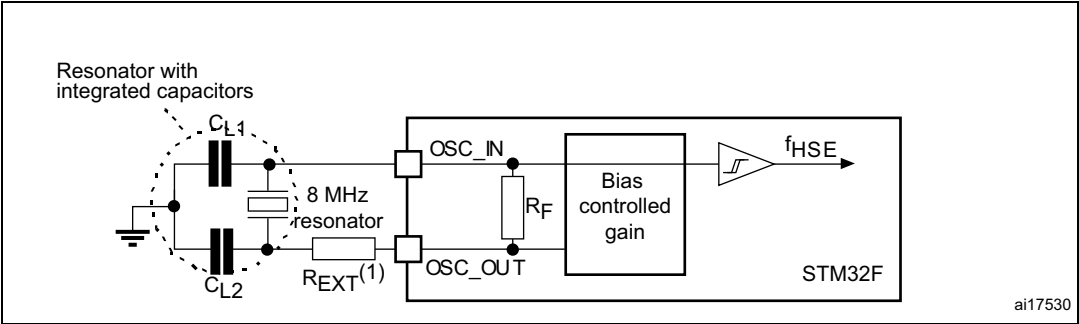 Resonator with
integrated capacitors
CL1
OSC_IN
fHSE
8 MHz
resonator
RF
Bias
controlled
gain
REXT(1)
OSC_OUT
STM32F
CL2
ai17530